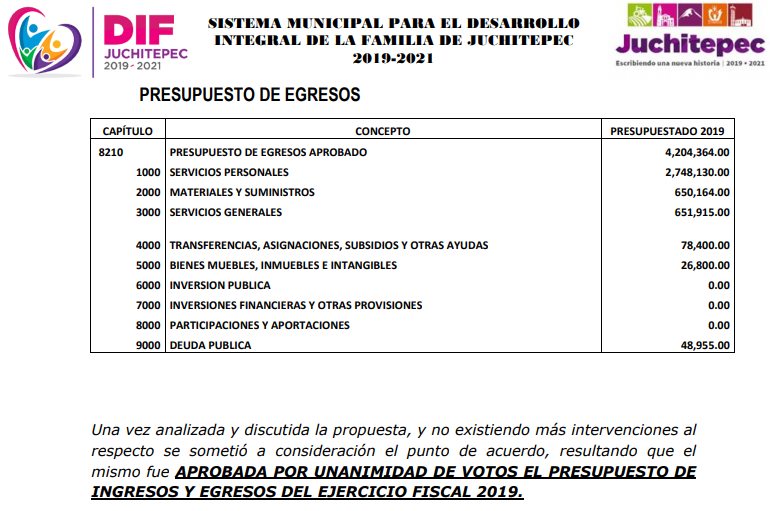 DIF
JUCHITEPEC
2019 - 2021
SISTEMA MUNICIPAL PARA EL DESARROLLO
INTEGRAL DE LA FAMILIA DE JUCHITEPEC
2019-2021
Juchitepec
Escribiendo una nueva historia | 2019 • 2021
PRESUPUESTO DE EGRESOS
CAPÍTULO CONCEPTO PRESUPUESTADO 2019
8210 PRESUPUESTO DE EGRESOS APROBADO 4,204,364.00
1000 SERVICIOS PERSONALES 2,748,130.00
2000 MATERIALES Y SUMINISTROS 650,164.00
3000 SERVICIOS GENERALES 651,915.00
4000 TRANSFERENCIAS, ASIGNACIONES, SUBSIDIOS Y OTRAS AYUDAS 78,400.00
5000 BIENES MUEBLES, INMUEBLES E INTANGIBLES 26,800.00
6000 INVERSION PUBLICA 0.00
7000 INVERSIONES FINANCIERAS Y OTRAS PROVISIONES 0.00
8000 PARTICIPACIONES Y APORTACIONES 0.00
9000 DEUDA PUBLICA 48,955.00
Una vez analizada y discutida la propuesta, y no existiendo más intervenciones al
respecto se sometió a consideración el punto de acuerdo, resultando que el
mismo fue APROBADA POR UNANIMIDAD DE VOTOS EL PRESUPUESTO DE
INGRESOS Y EGRESOS DEL EJERCICIO FISCAL 2019.